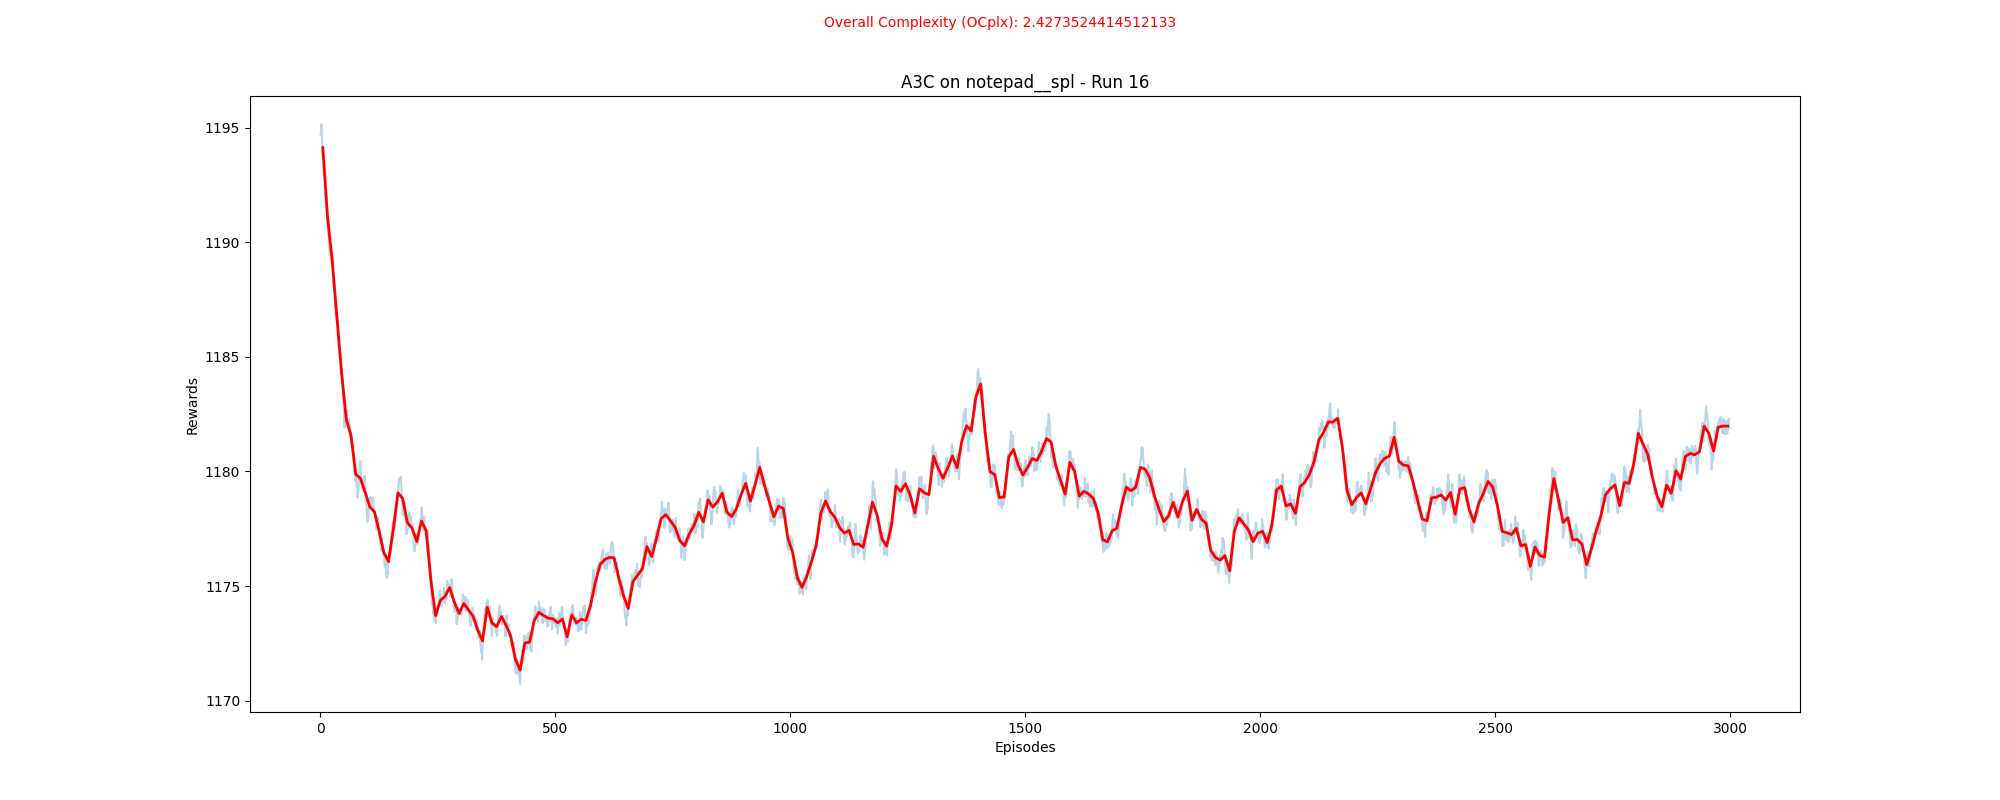 Overall Complexity (OCplx): 2.4273524414512133
A3C on notepad__spl - Run 16
1195
1190
1185
1180
1175
1170
Rewards
0 500 1000 1500 2000 2500 3000
Episodes